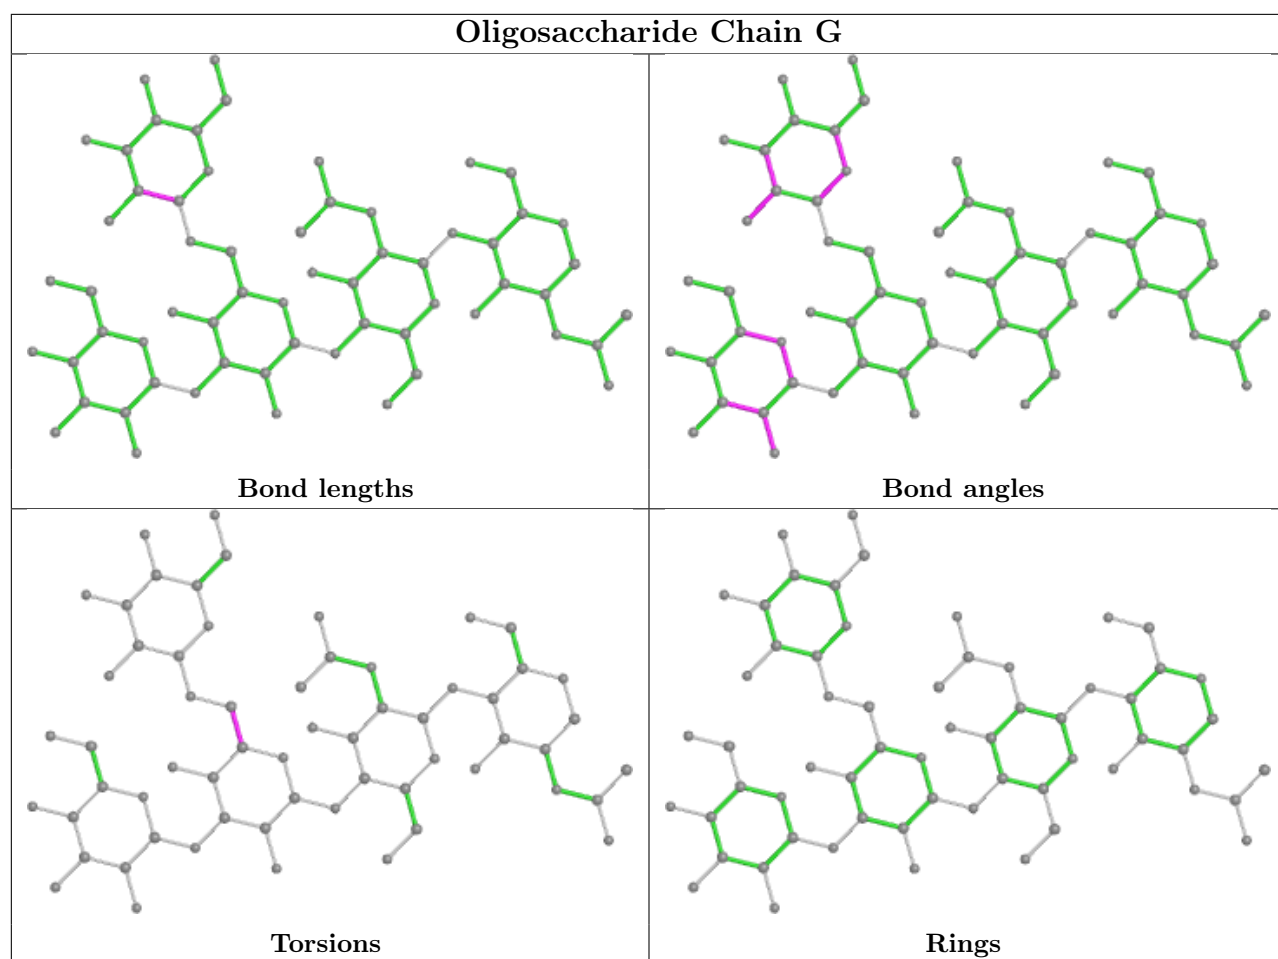 Oligosaccharide Chain G
Bond lengths
Bond angles
Torsions
Rings